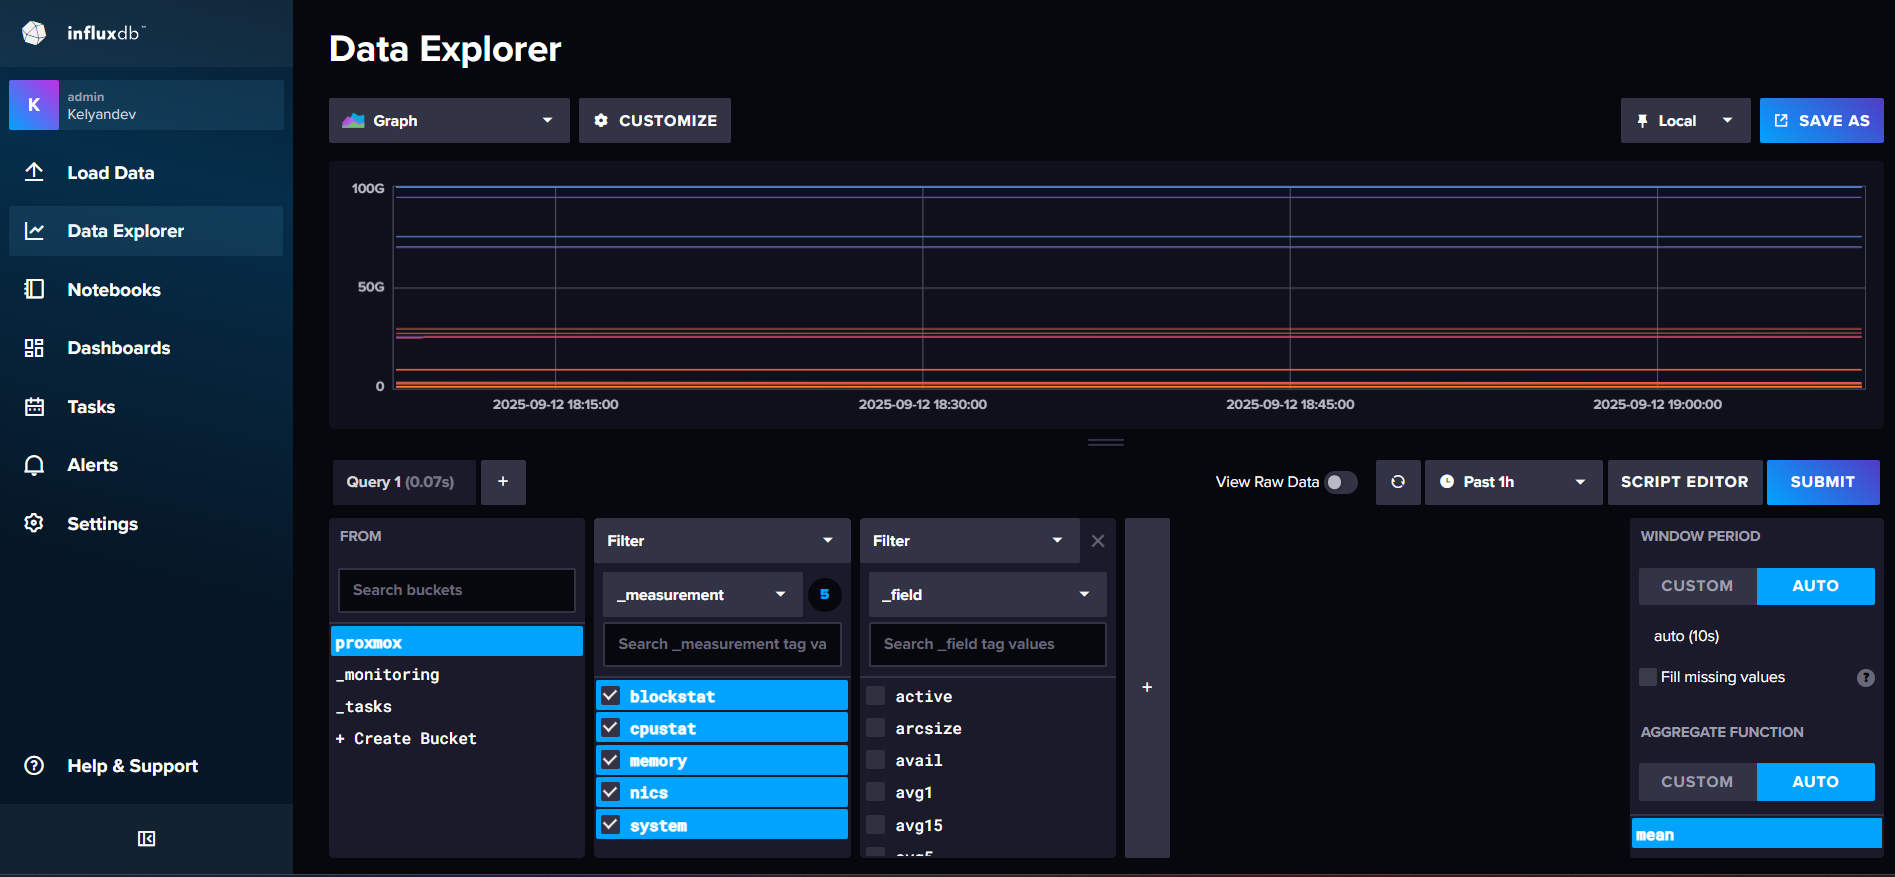 influxdb™
K
admin
Kelyandev
Load Data
Data Explorer
Notebooks
Dashboards
Tasks
Alerts
Settings
Help & Support
Data Explorer
Graph
CUSTOMIZE
Local
SAVE AS
100G
50G
0
2025-09-12 18:15:00
2025-09-12 18:30:00
2025-09-12 18:45:00
2025-09-12 19:00:00
Query 1 (0.07s)
+
View Raw Data
Past 1h
SCRIPT EDITOR
SUBMIT
FROM
Search buckets
proxmox
_monitoring
_tasks
+ Create Bucket
Filter
_measurement
5
Search _measurement tag va
blockstat
cpustat
memory
nics
system
Filter
_field
Search _field tag values
active
arcsize
avail
avg1
avg15
avg5
+
WINDOW PERIOD
CUSTOM
AUTO
auto (10s)
Fill missing values
?
AGGREGATE FUNCTION
CUSTOM
AUTO
mean